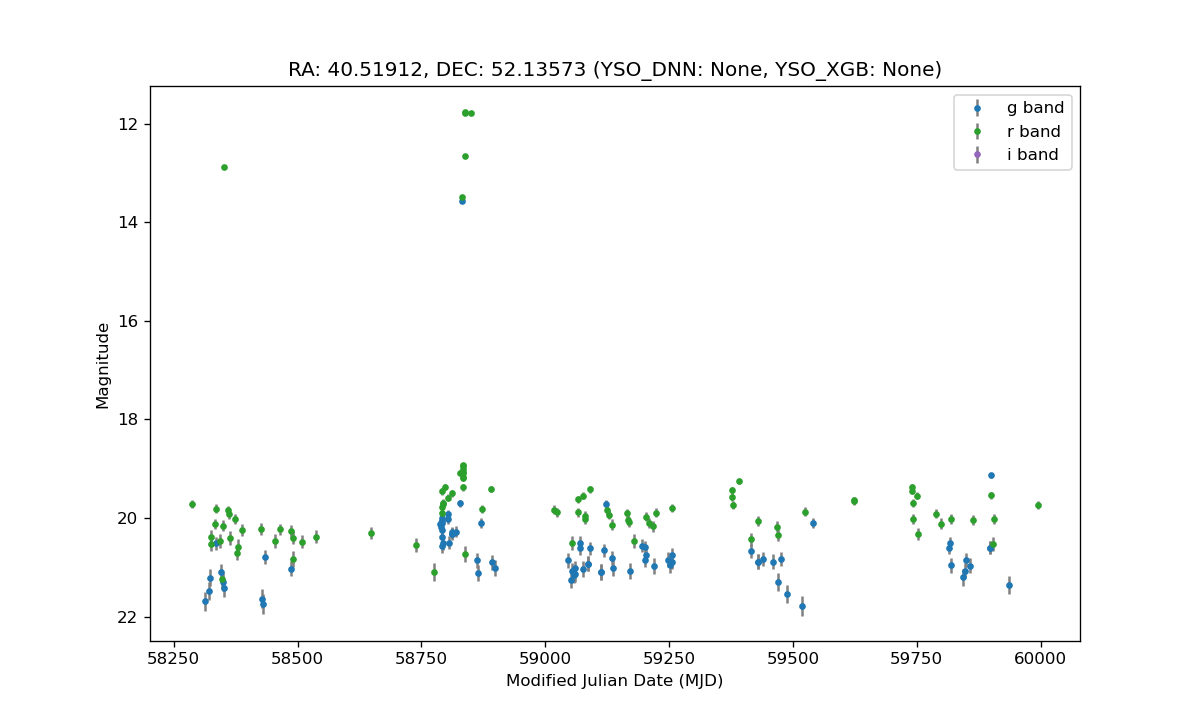 RA: 40.51912, DEC: 52.13573 (YSO_DNN: None, YSO_XGB: None)
g band
r band
i band
12
14
16
18
20
22
Magnitude
58250 58500 58750 59000 59250 59500 59750 60000
Modified Julian Date (MJD)